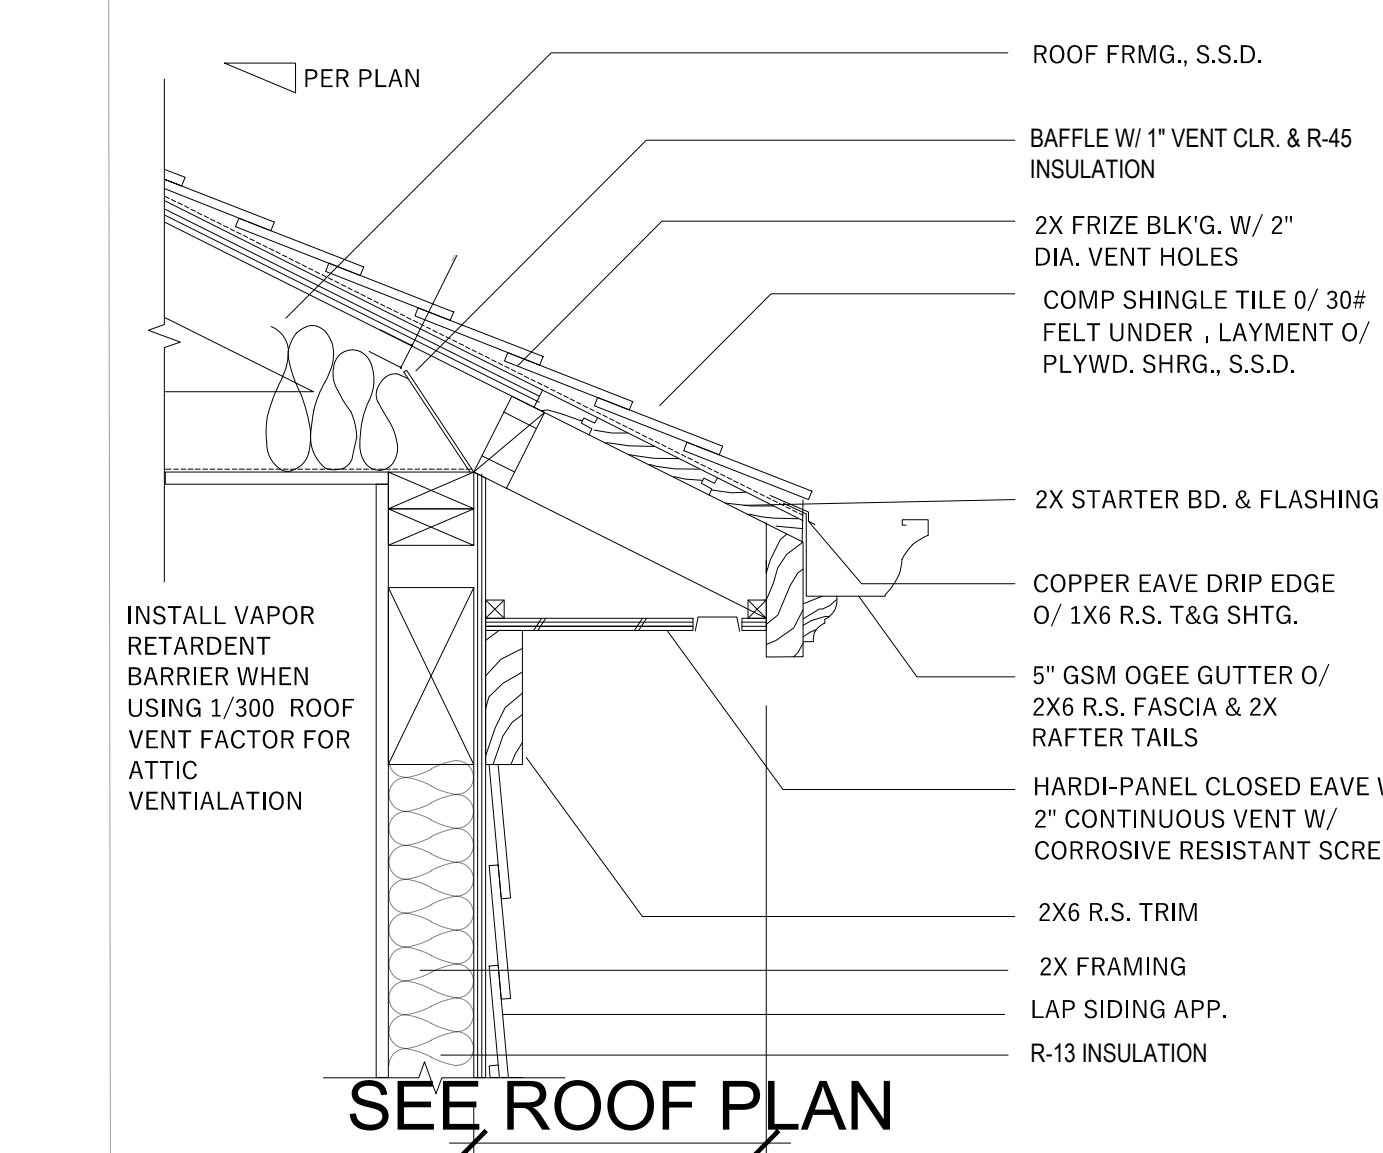 PER PLAN
ROOF FRMG., S.S.D.
BAFFLE W/ 1" VENT CLR. & R-45
INSULATION
2X FRIZE BLK'G. W/ 2"
DIA. VENT HOLES
COMP SHINGLE TILE 0/ 30#
FELT UNDER , LAYMENT O/
PLYWD. SHRG., S.S.D.
2X STARTER BD. & FLASHING
COPPER EAVE DRIP EDGE
O/ 1X6 R.S. T&G SHTG.
5" GSM OGEE GUTTER O/
2X6 R.S. FASCIA & 2X
RAFTER TAILS
HARDI-PANEL CLOSED EAVE
2" CONTINUOUS VENT W/
CORROSIVE RESISTANT SCRE
2X6 R.S. TRIM
2X FRAMING
LAP SIDING APP.
R-13 INSULATION
INSTALL VAPOR
RETARDENT
BARRIER WHEN
USING 1/300 ROOF
VENT FACTOR FOR
ATTIC
VENTIALATION
SEE ROOF PLAN